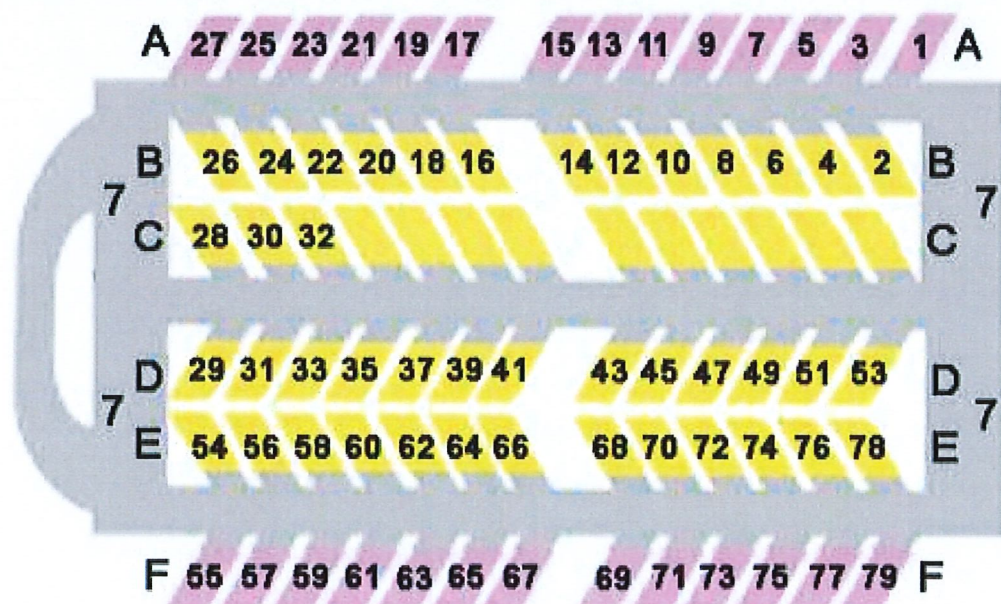 A 27 25 23 21 19 17 15 13 11 9 7 5 3 1 A
B 26 24 22 20 18 16 14 12 10 8 6 4 2 B
7 7
C 28 30 32 C
D 29 31 33 35 37 39 41 43 45 47 49 51 53 D
7 7
E 54 56 58 60 62 64 66 68 70 72 74 76 78 E
F 55 57 59 61 63 65 67 69 71 73 75 77 79 F